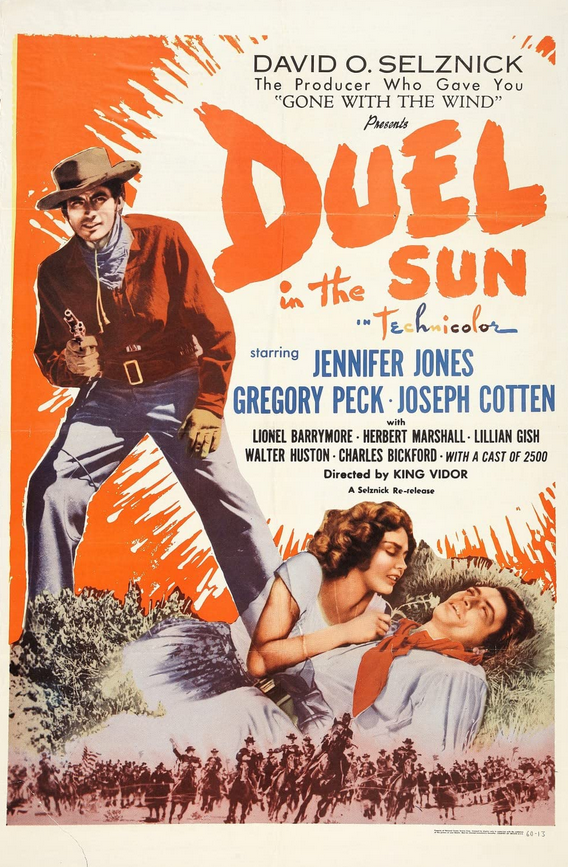 DAVID O. SELZNICK
The Producer Who Gave You
"GONE WITH THE WIND"
Presents
DUEL
in the SUN
IN Technicolor
starring JENNIFER JONES
GREGORY PECK · JOSEPH COTTEN
with
LIONEL BARRYMORE · HERBERT MARSHALL · LILLIAN GISH
WALTER HUSTON · CHARLES BICKFORD · WITH A CAST OF 2500
Directed by KING VIDOR
A Selznick Re-release
60-13